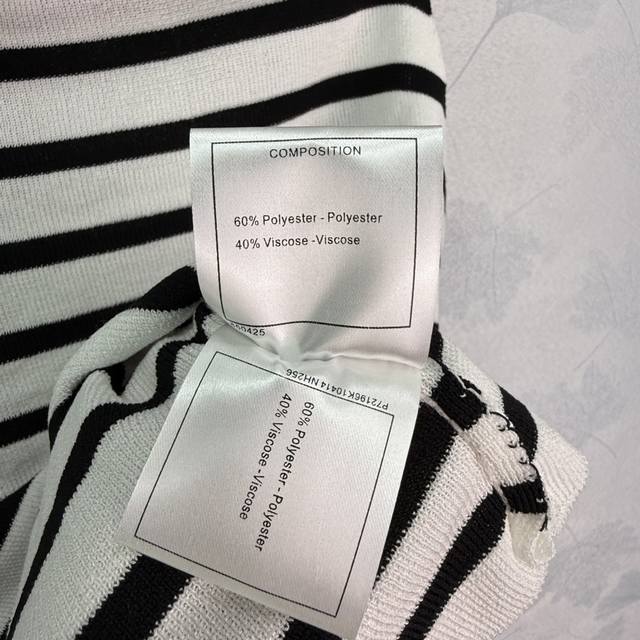 COMPOSITION
60% Polyester - Polyester
40% Viscose -Viscose
P72196K10414 NH256
60% Polyester- Polyester
40% Viscose -Viscose